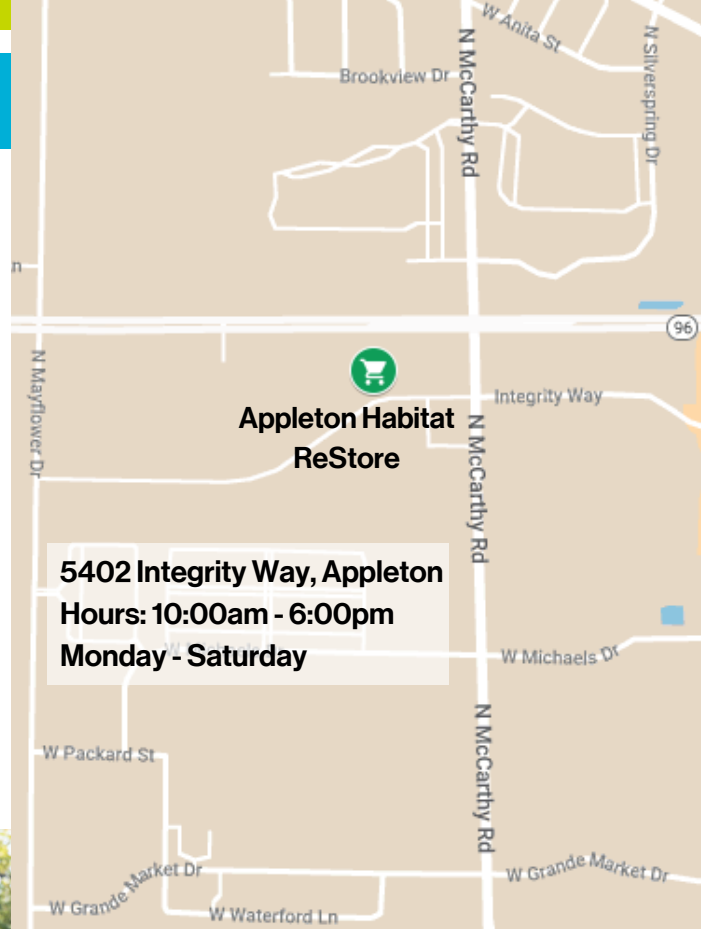 W Anita St
N McCarthy Rd
N Silverspring Dr
Brookview Dr
n
96
N Mayflower Dr
Integrity Way
Appleton Habitat
ReStore
N McCarthy Rd
5402 Integrity Way, Appleton
Hours: 10:00am - 6:00pm
Monday - Saturday
W Michaels Dr
N McCarthy Rd
W Packard St
W Grande Market Dr
W Grande Market Dr
W Waterford Ln